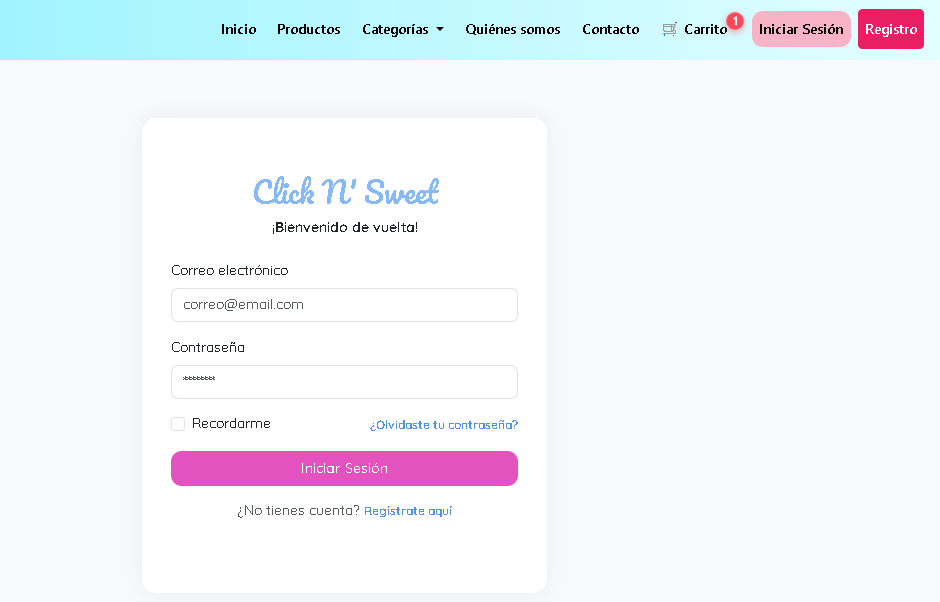 Inicio Productos Categorías Quiénes somos Contacto 🛒 Carrito 1 Iniciar Sesión Registro
Click N' Sweet
¡Bienvenido de vuelta!
Correo electrónico
correo@email.com
Contraseña
********
Recordarme ¿Olvidaste tu contraseña?
Iniciar Sesión
¿No tienes cuenta? Regístrate aquí